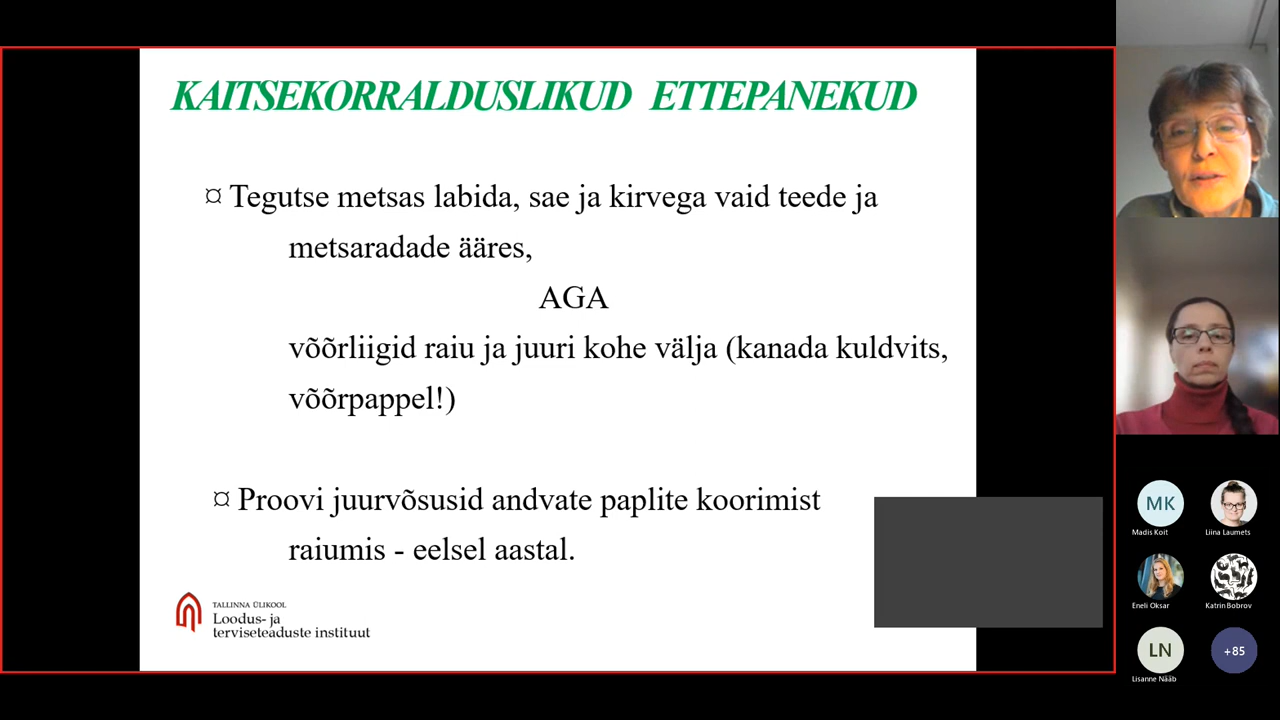 KAITSEKORRALDUSLIKUD ETTEPANEKUD
¤ Tegutse metsas labida, sae ja kirvega vaid teede ja
metsaradade ääres,
AGA
võõrliigid raiu ja juuri kohe välja (kanada kuldvits,
võõrpappel!)
¤ Proovi juurvõsusid andvate paplite koorimist
raiumis - eelsel aastal.
TALLINNA ÜLIKOOL
Loodus- ja
terviseteaduste instituut
MK
Madis Koit
Liina Laumets
Eneli Oksar
Katrin Bobrov
LN
+85
Lisanne Nääb